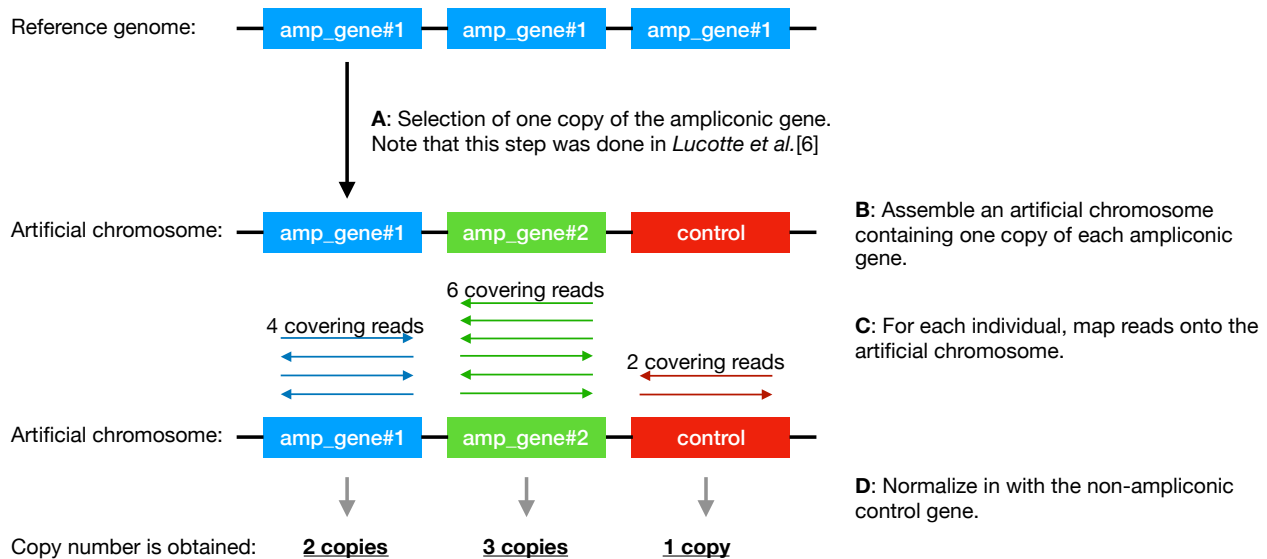 Reference genome: amp_gene#1 amp_gene#1 amp_gene#1
A: Selection of one copy of the ampliconic gene.
Note that this step was done in Lucotte et al.[6]
Artificial chromosome: amp_gene#1 amp_gene#2 control
B: Assemble an artificial chromosome
containing one copy of each ampliconic
gene.
6 covering reads
4 covering reads
2 covering reads
C: For each individual, map reads onto the
artificial chromosome.
Artificial chromosome: amp_gene#1 amp_gene#2 control
D: Normalize in with the non-ampliconic
control gene.
Copy number is obtained: 2 copies 3 copies 1 copy